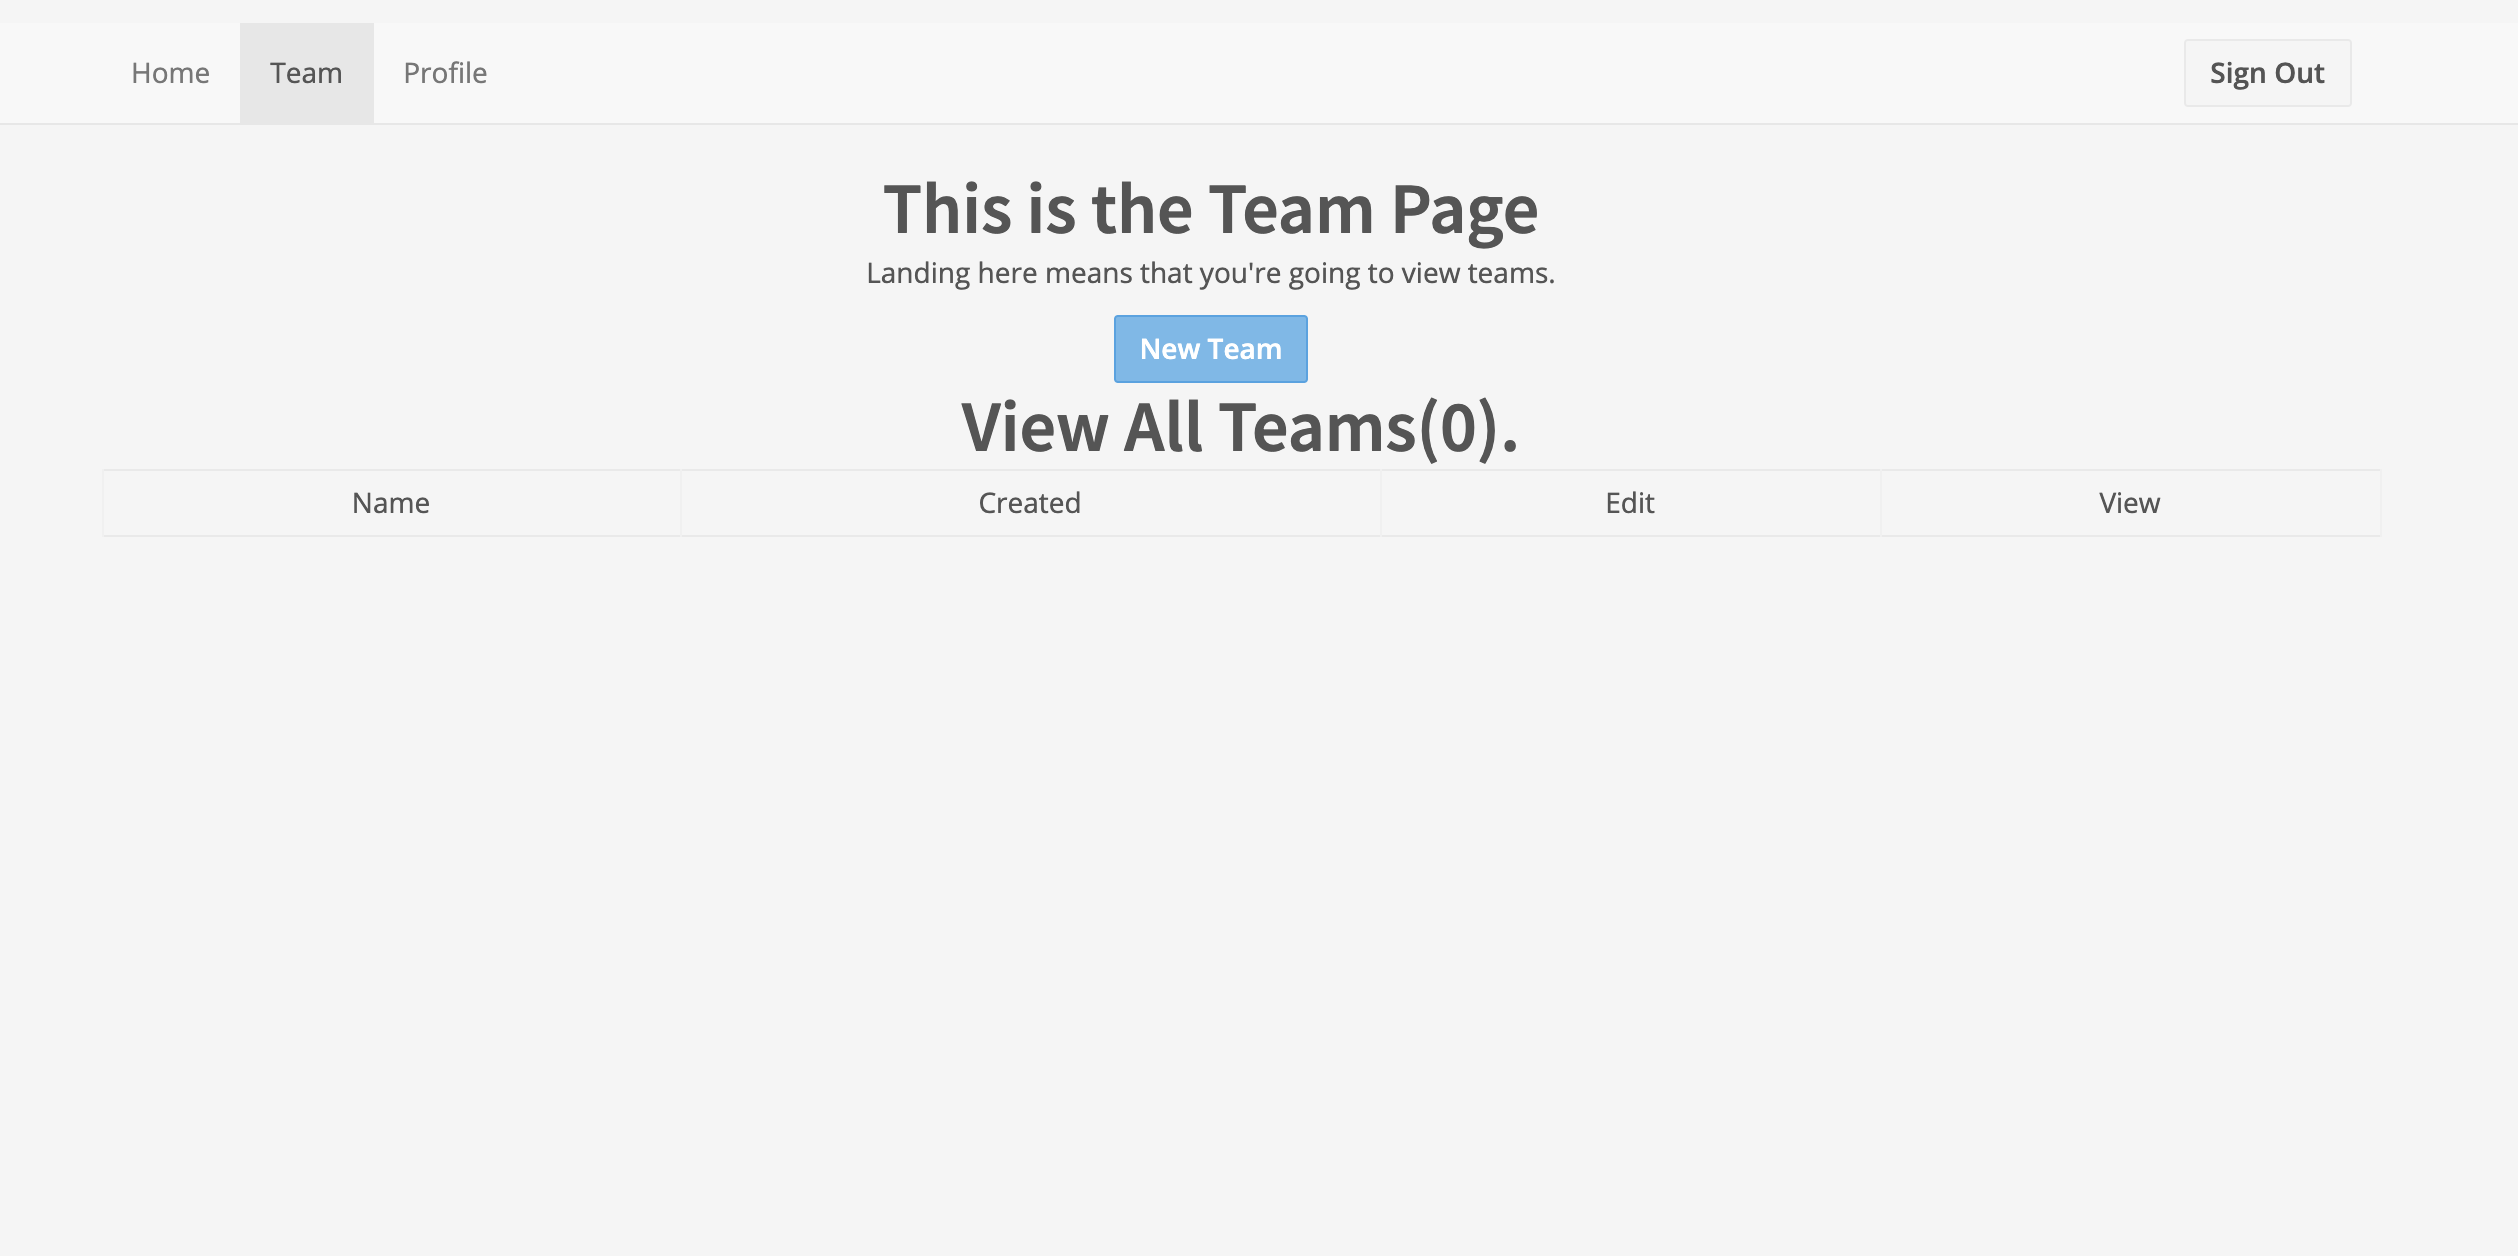 Home Team Profile Sign Out
This is the Team Page
Landing here means that you're going to view teams.
New Team
View All Teams(0).
Name Created Edit View